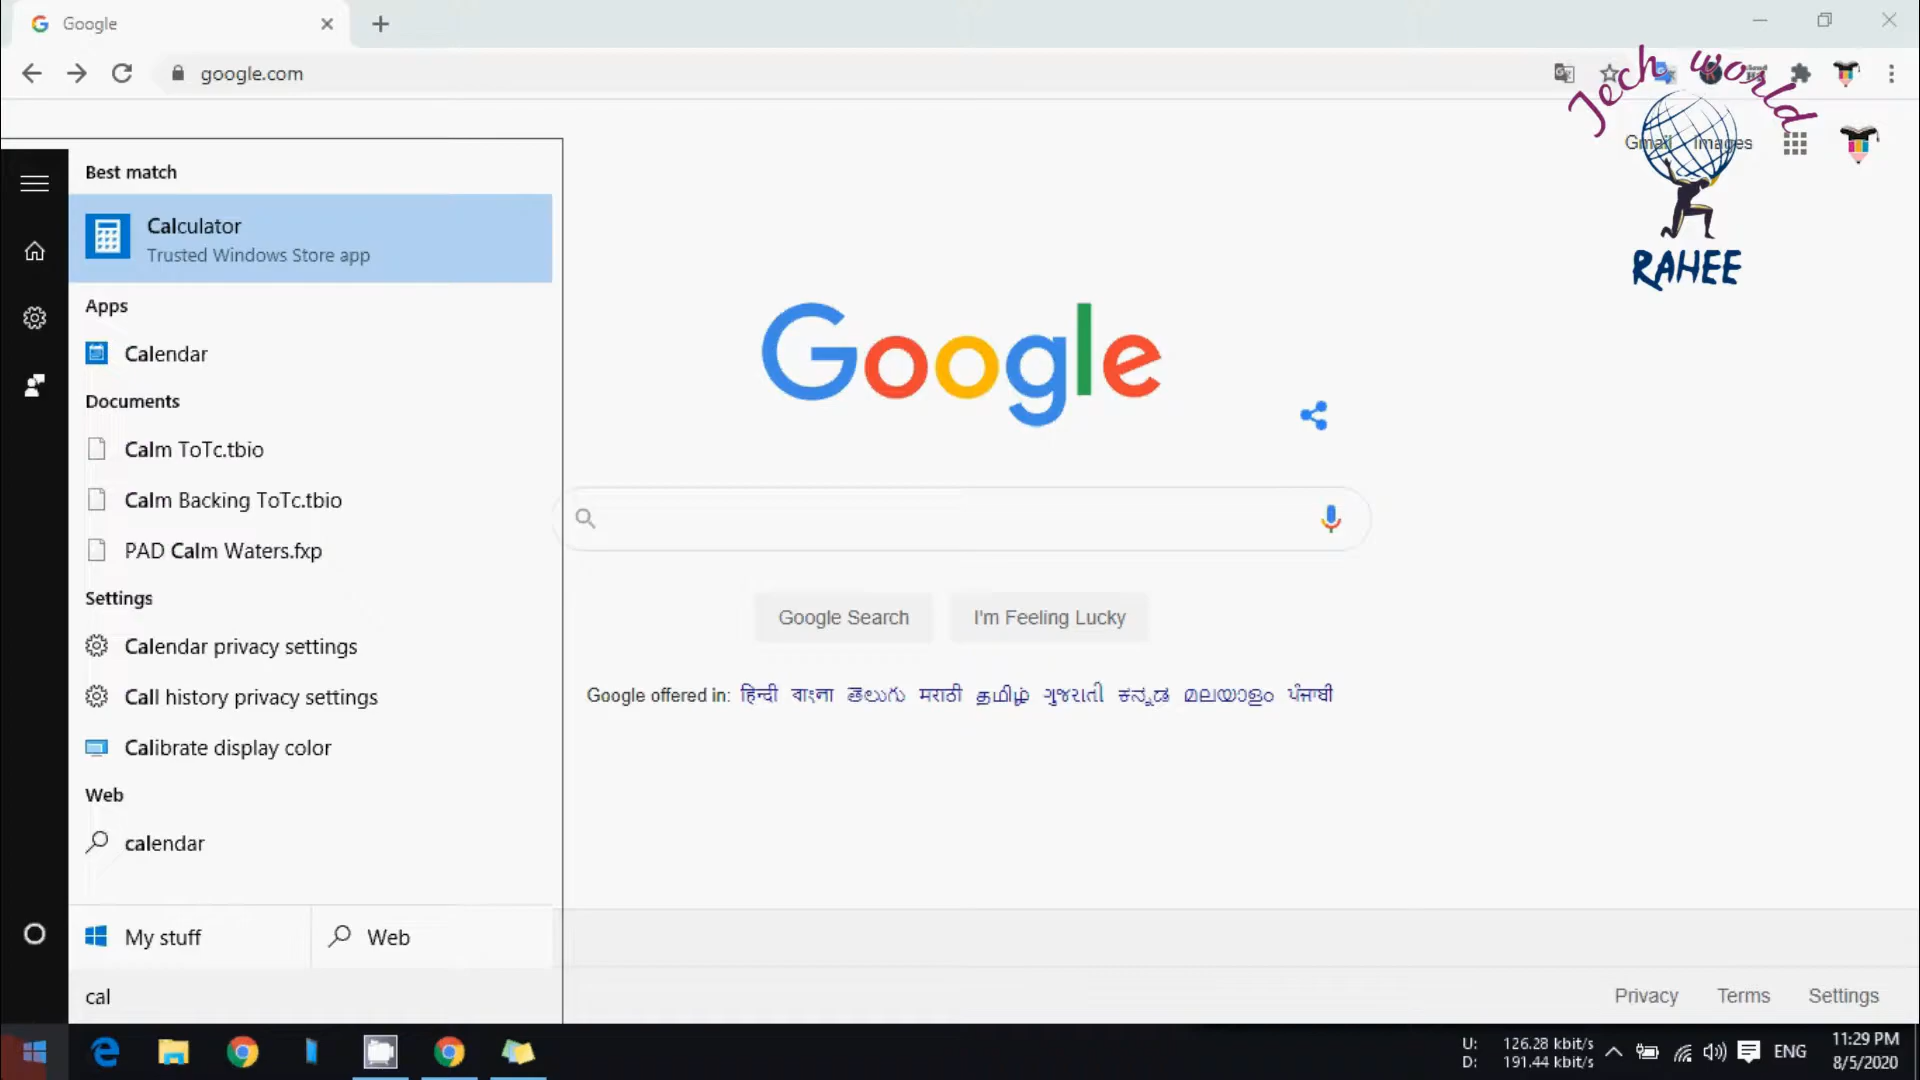 Google
google.com
Tech world
Gmail
Images
RAHEE
Best match
Calculator
Trusted Windows Store app
Apps
Calendar
Documents
Calm ToTc.tbio
Calm Backing ToTc.tbio
PAD Calm Waters.fxp
Settings
Calendar privacy settings
Call history privacy settings
Calibrate display color
Web
calendar
My stuff
Web
cal
Google
Google Search
I'm Feeling Lucky
Google offered in: हिन्दी বাংলা తెలుగు मराठी தமிழ் ગુજરાતી ಕನ್ನಡ മലയാളം ਪੰਜਾਬੀ
Privacy
Terms
Settings
U: 126.28 kbit/s
D: 191.44 kbit/s
ENG
11:29 PM
8/5/2020